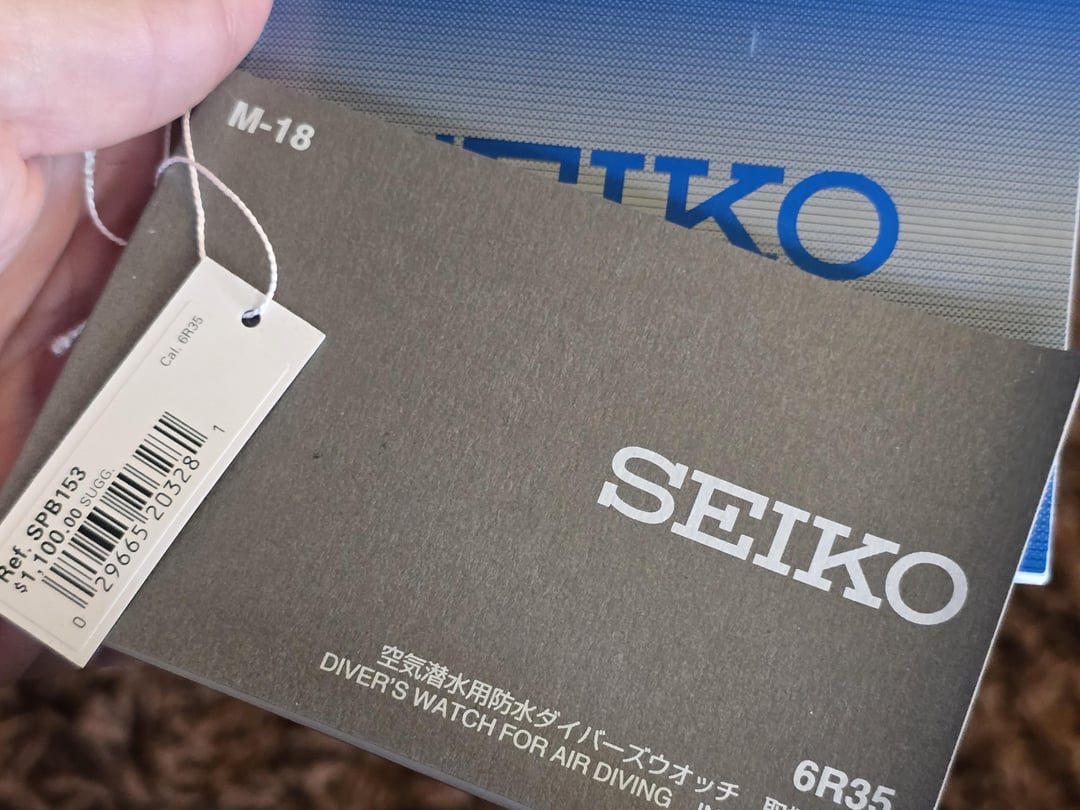 M-18
SEIKO
Cal. 6R35
0 29665 20328 1
Ref. SPB153
$1,100.00 SUGG.
SEIKO
空気潜水用防水ダイバーズウオッチ
DIVER'S WATCH FOR AIR DIVING
6R35